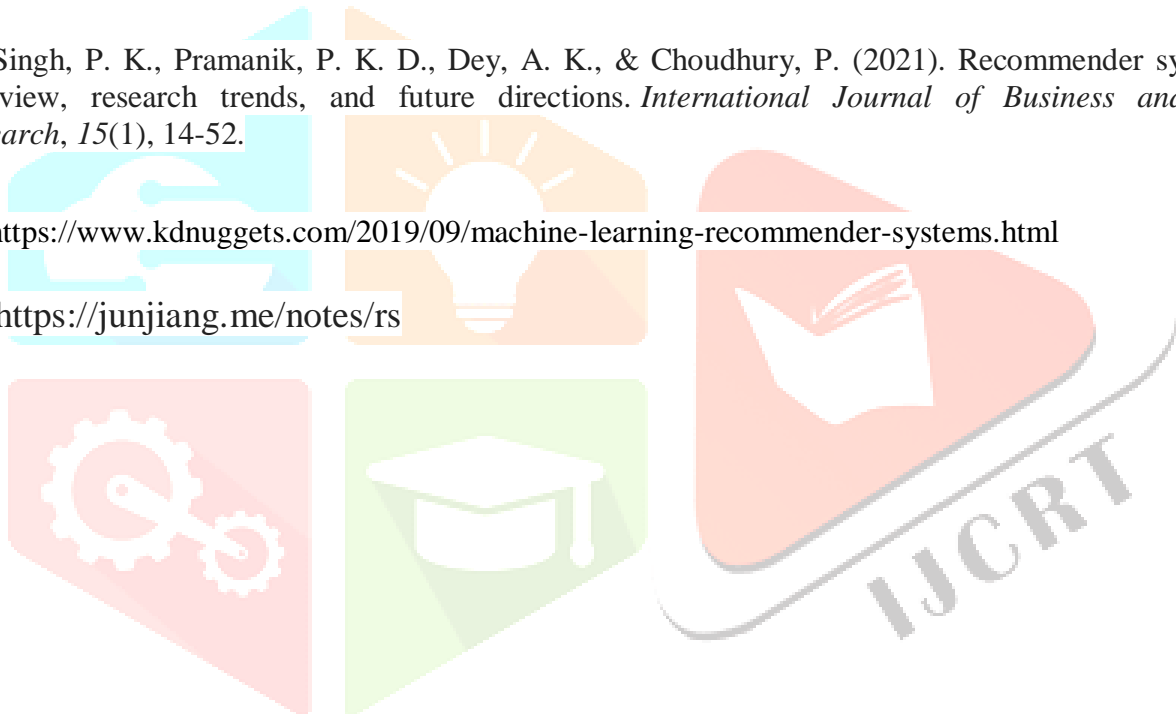 Singh, P. K., Pramanik, P. K. D., Dey, A. K., & Choudhury, P. (2021). Recommender sy
view, research trends, and future directions. International Journal of Business and
earch, 15(1), 14-52.
https://www.kdnuggets.com/2019/09/machine-learning-recommender-systems.html
https://junjiang.me/notes/rs
IJCRT